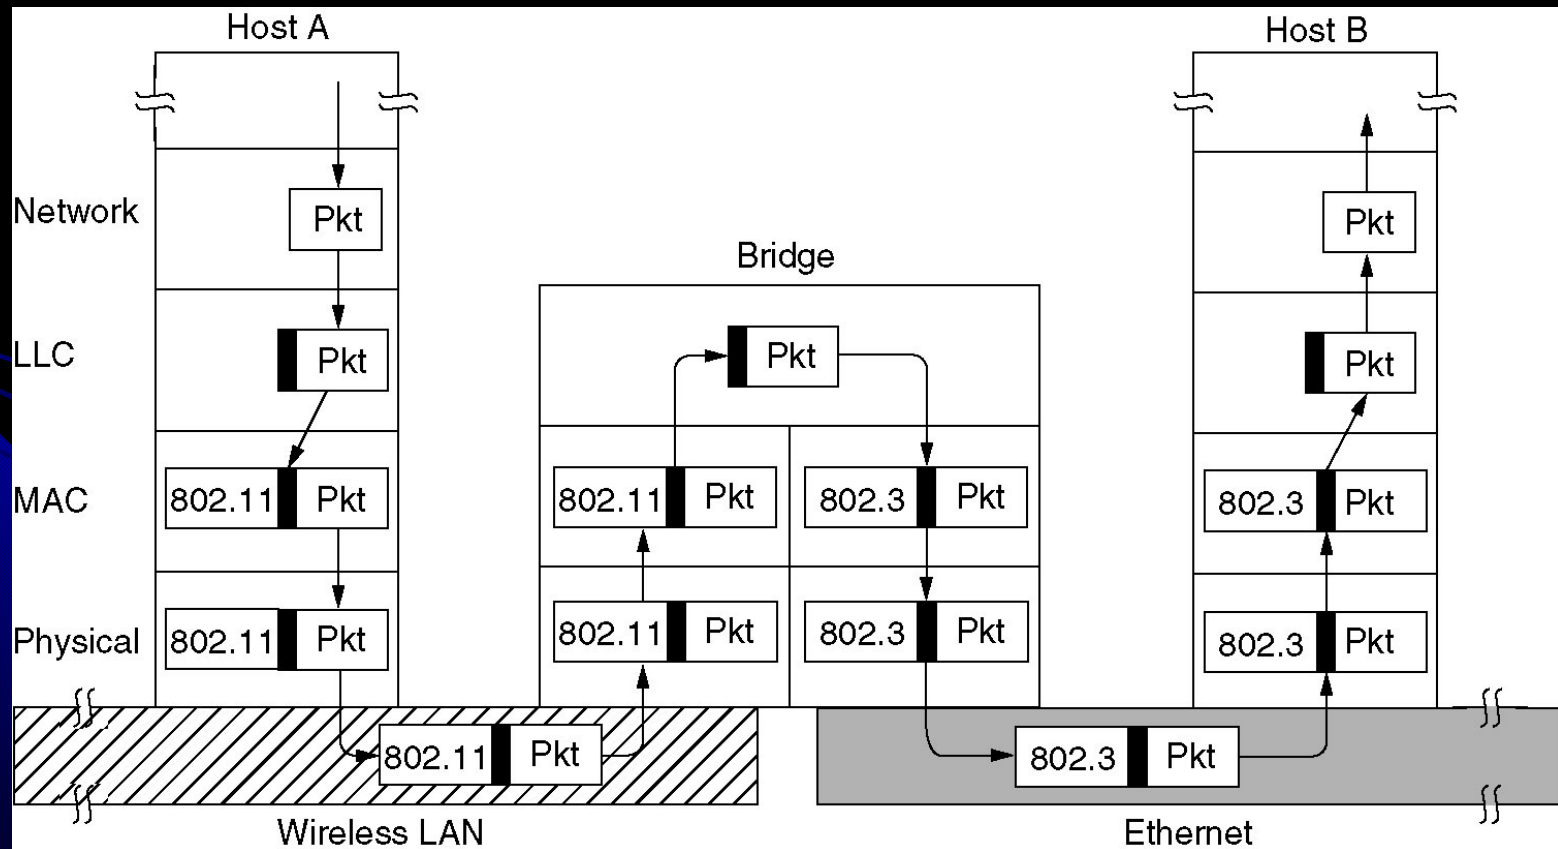 Host A
Host B
Network
Pkt
Pkt
Bridge
LLC
Pkt
Pkt
Pkt
MAC
802.11 Pkt
802.11 Pkt
802.3 Pkt
802.3 Pkt
Physical
802.11 Pkt
802.11 Pkt
802.3 Pkt
802.3 Pkt
802.11 Pkt
802.3 Pkt
Wireless LAN
Ethernet